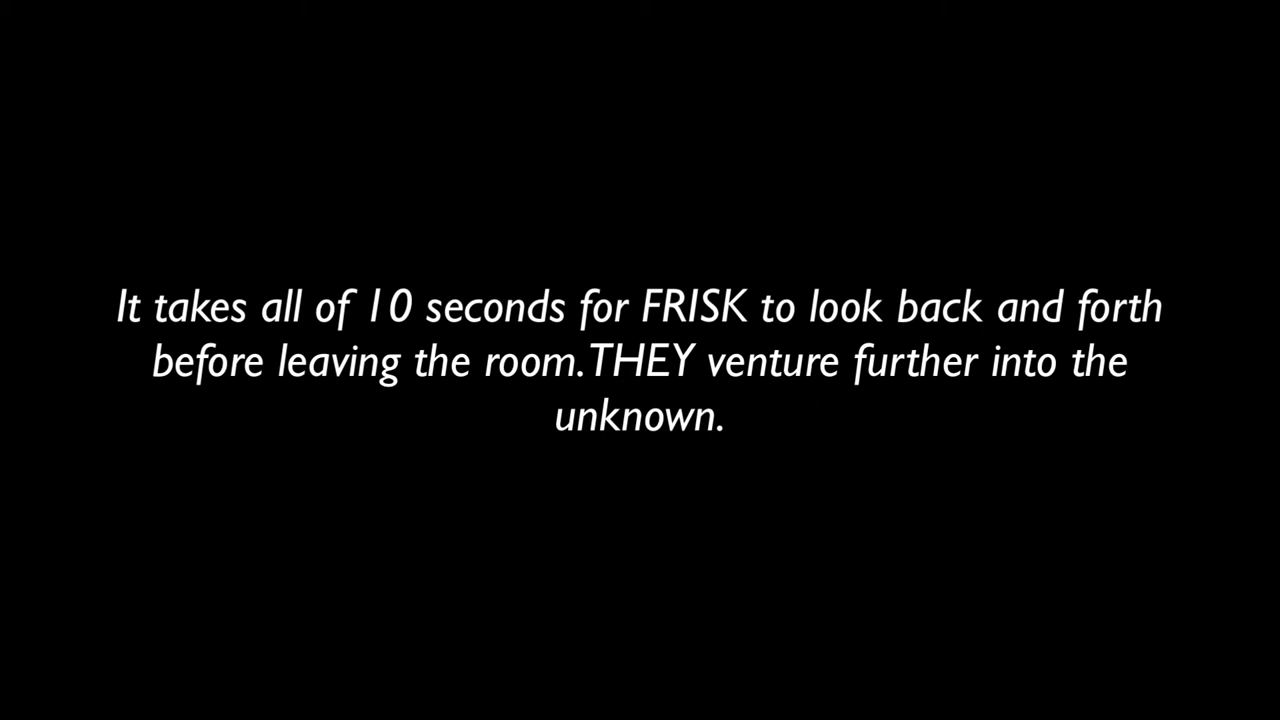 It takes all of 10 seconds for FRISK to look back and forth
before leaving the room. THEY venture further into the
unknown.